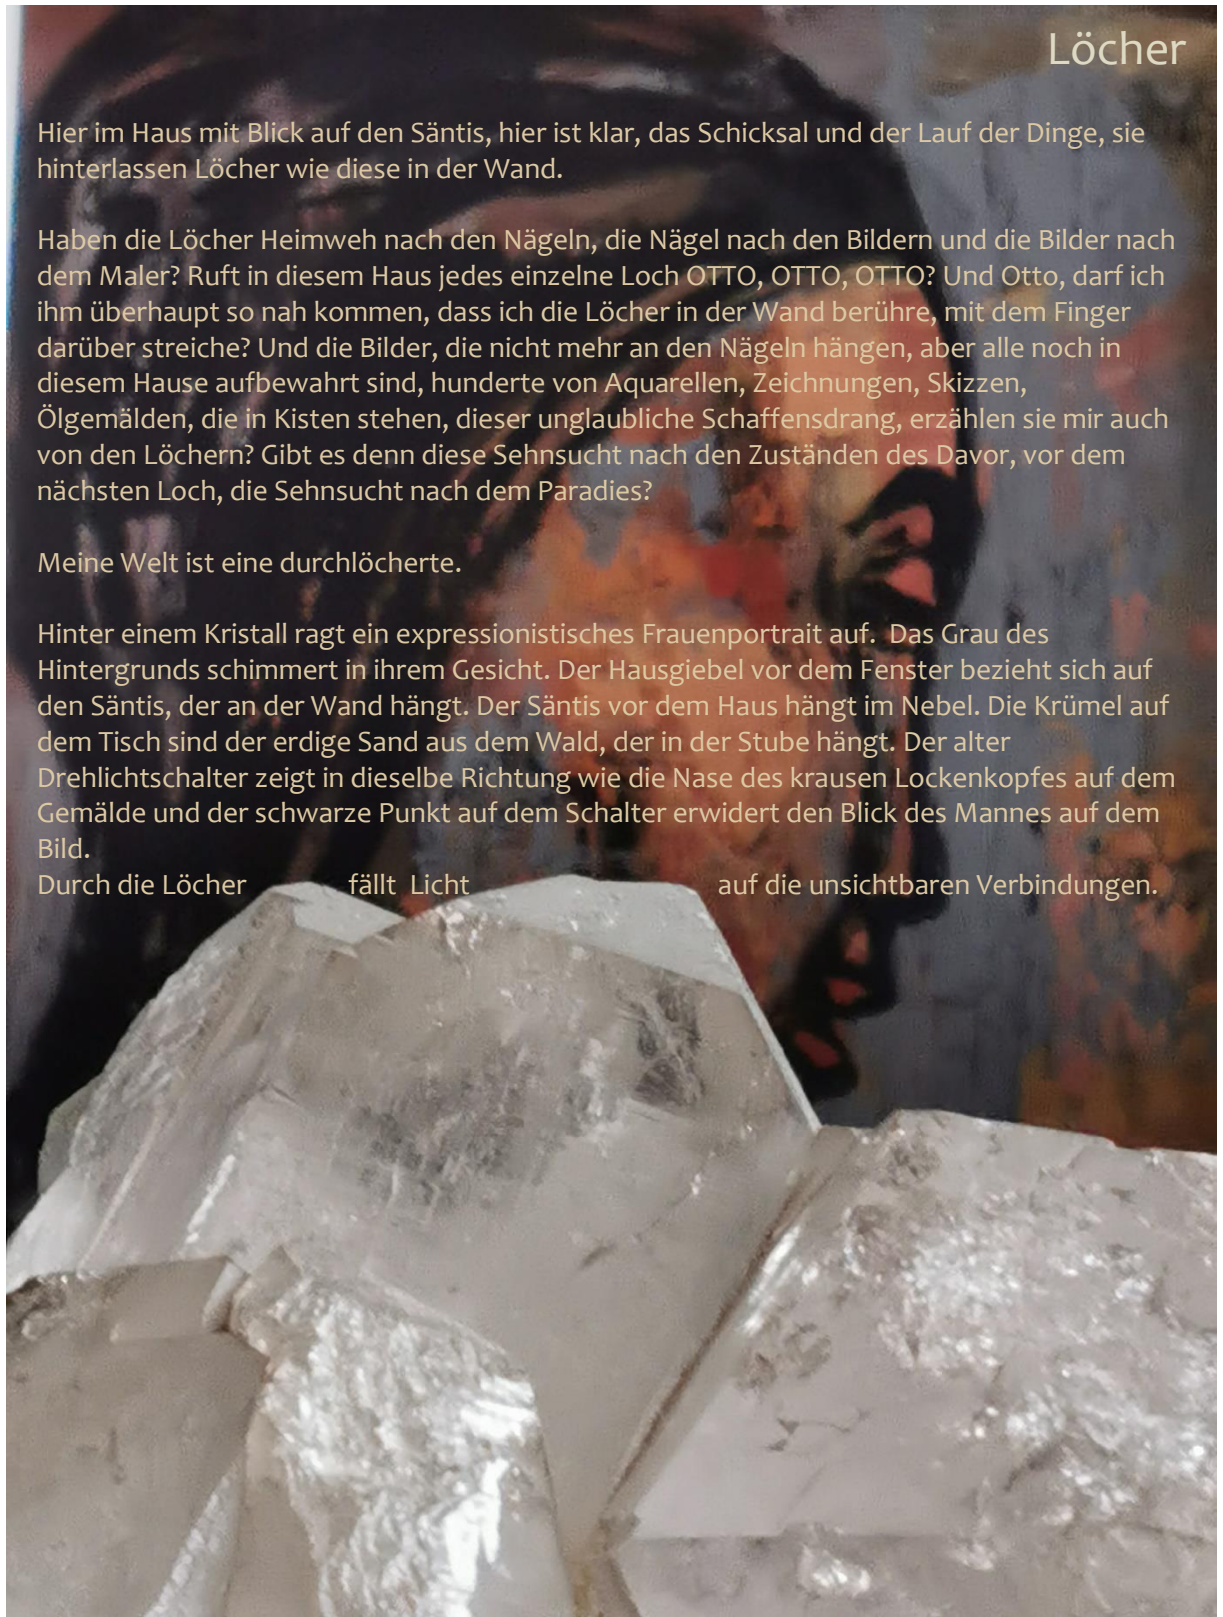 Löcher
Hier im Haus mit Blick auf den Säntis, hier ist klar, das Schicksal und der Lauf der Dinge, sie
hinterlassen Löcher wie diese in der Wand.
Haben die Löcher Heimweh nach den Nägeln, die Nägel nach den Bildern und die Bilder nach
dem Maler? Ruft in diesem Haus jedes einzelne Loch OTTO, OTTO, OTTO? Und Otto, darf ich
ihm überhaupt so nah kommen, dass ich die Löcher in der Wand berühre, mit dem Finger
darüber streiche? Und die Bilder, die nicht mehr an den Nägeln hängen, aber alle noch in
diesem Hause aufbewahrt sind, hunderte von Aquarellen, Zeichnungen, Skizzen,
Ölgemälden, die in Kisten stehen, dieser unglaubliche Schaffensdrang, erzählen sie mir auch
von den Löchern? Gibt es denn diese Sehnsucht nach den Zuständen des Davor, vor dem
nächsten Loch, die Sehnsucht nach dem Paradies?
Meine Welt ist eine durchlöcherte.
Hinter einem Kristall ragt ein expressionistisches Frauenportrait auf.  Das Grau des
Hintergrunds schimmert in ihrem Gesicht. Der Hausgiebel vor dem Fenster bezieht sich auf
den Säntis, der an der Wand hängt. Der Säntis vor dem Haus hängt im Nebel. Die Krümel auf
dem Tisch sind der erdige Sand aus dem Wald, der in der Stube hängt. Der alter
Drehlichtschalter zeigt in dieselbe Richtung wie die Nase des krausen Lockenkopfes auf dem
Gemälde und der schwarze Punkt auf dem Schalter erwidert den Blick des Mannes auf dem
Bild.
Durch die Löcher fällt Licht auf die unsichtbaren Verbindungen.